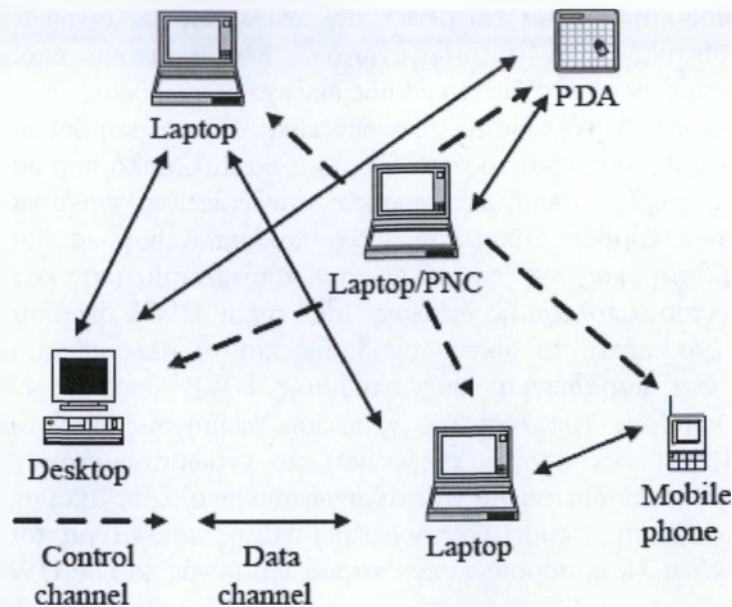 Laptop
PDA
Laptop/PNC
Desktop
Laptop
Mobile
phone
Control
channel
Data
channel